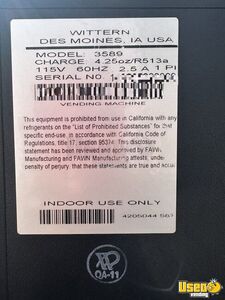 WITTERN
DES MOINES, IA USA
MODEL: 3589
CHARGE: 4.25oz/R513a
115V 60HZ 2.5 A 1 P
SERIAL NO
VENDING MACHINE
This equipment is prohibited from use in California with any
refrigerants on the "List of Prohibited Substances" for that
specific end-use, in accordance with California Code of
Regulations, title 17, section 95374. This disclosure
statement has been reviewed and approved by FAWN
Manufacturing and FAWN Manufacturing attests, under
penalty of perjury, that these statements are true and
INDOOR USE ONLY
4205044
QA-11
UsedVending